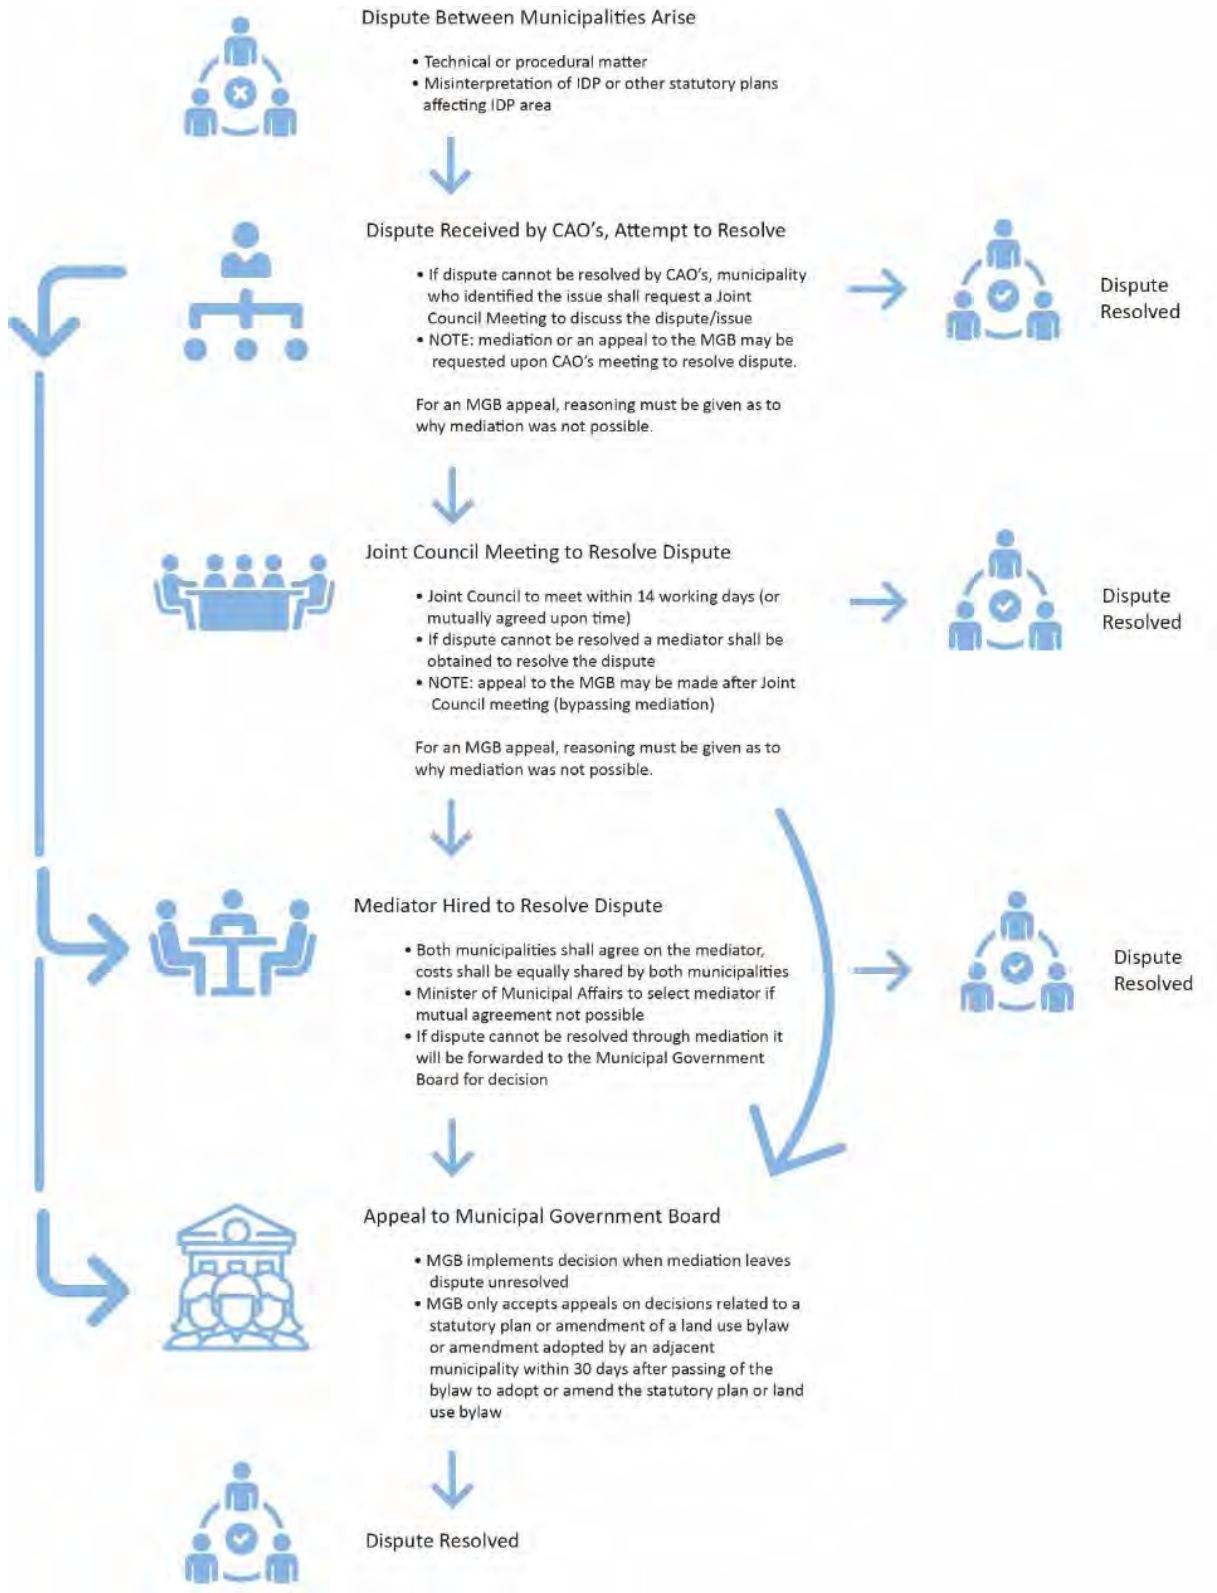 Dispute Between Municipalities Arise
• Technical or procedural matter
• Misinterpretation of IDP or other statutory plans
affecting IDP area
Dispute Received by CAO's, Attempt to Resolve
• If dispute cannot be resolved by CAO's, municipality
who identified the issue shall request a Joint
Council Meeting to discuss the dispute/issue
• NOTE: mediation or an appeal to the MGB may be
requested upon CAO's meeting to resolve dispute.
For an MGB appeal, reasoning must be given as to
why mediation was not possible.
Dispute
Resolved
Joint Council Meeting to Resolve Dispute
• Joint Council to meet within 14 working days (or
mutually agreed upon time)
• If dispute cannot be resolved a mediator shall be
obtained to resolve the dispute
• NOTE: appeal to the MGB may be made after Joint
Council meeting (bypassing mediation)
For an MGB appeal, reasoning must be given as to
why mediation was not possible.
Dispute
Resolved
Mediator Hired to Resolve Dispute
• Both municipalities shall agree on the mediator,
costs shall be equally shared by both municipalities
• Minister of Municipal Affairs to select mediator if
mutual agreement not possible
• If dispute cannot be resolved through mediation it
will be forwarded to the Municipal Government
Board for decision
Dispute
Resolved
Appeal to Municipal Government Board
• MGB implements decision when mediation leaves
dispute unresolved
• MGB only accepts appeals on decisions related to a
statutory plan or amendment of a land use bylaw
or amendment adopted by an adjacent
municipality within 30 days after passing of the
bylaw to adopt or amend the statutory plan or land
use bylaw
Dispute Resolved